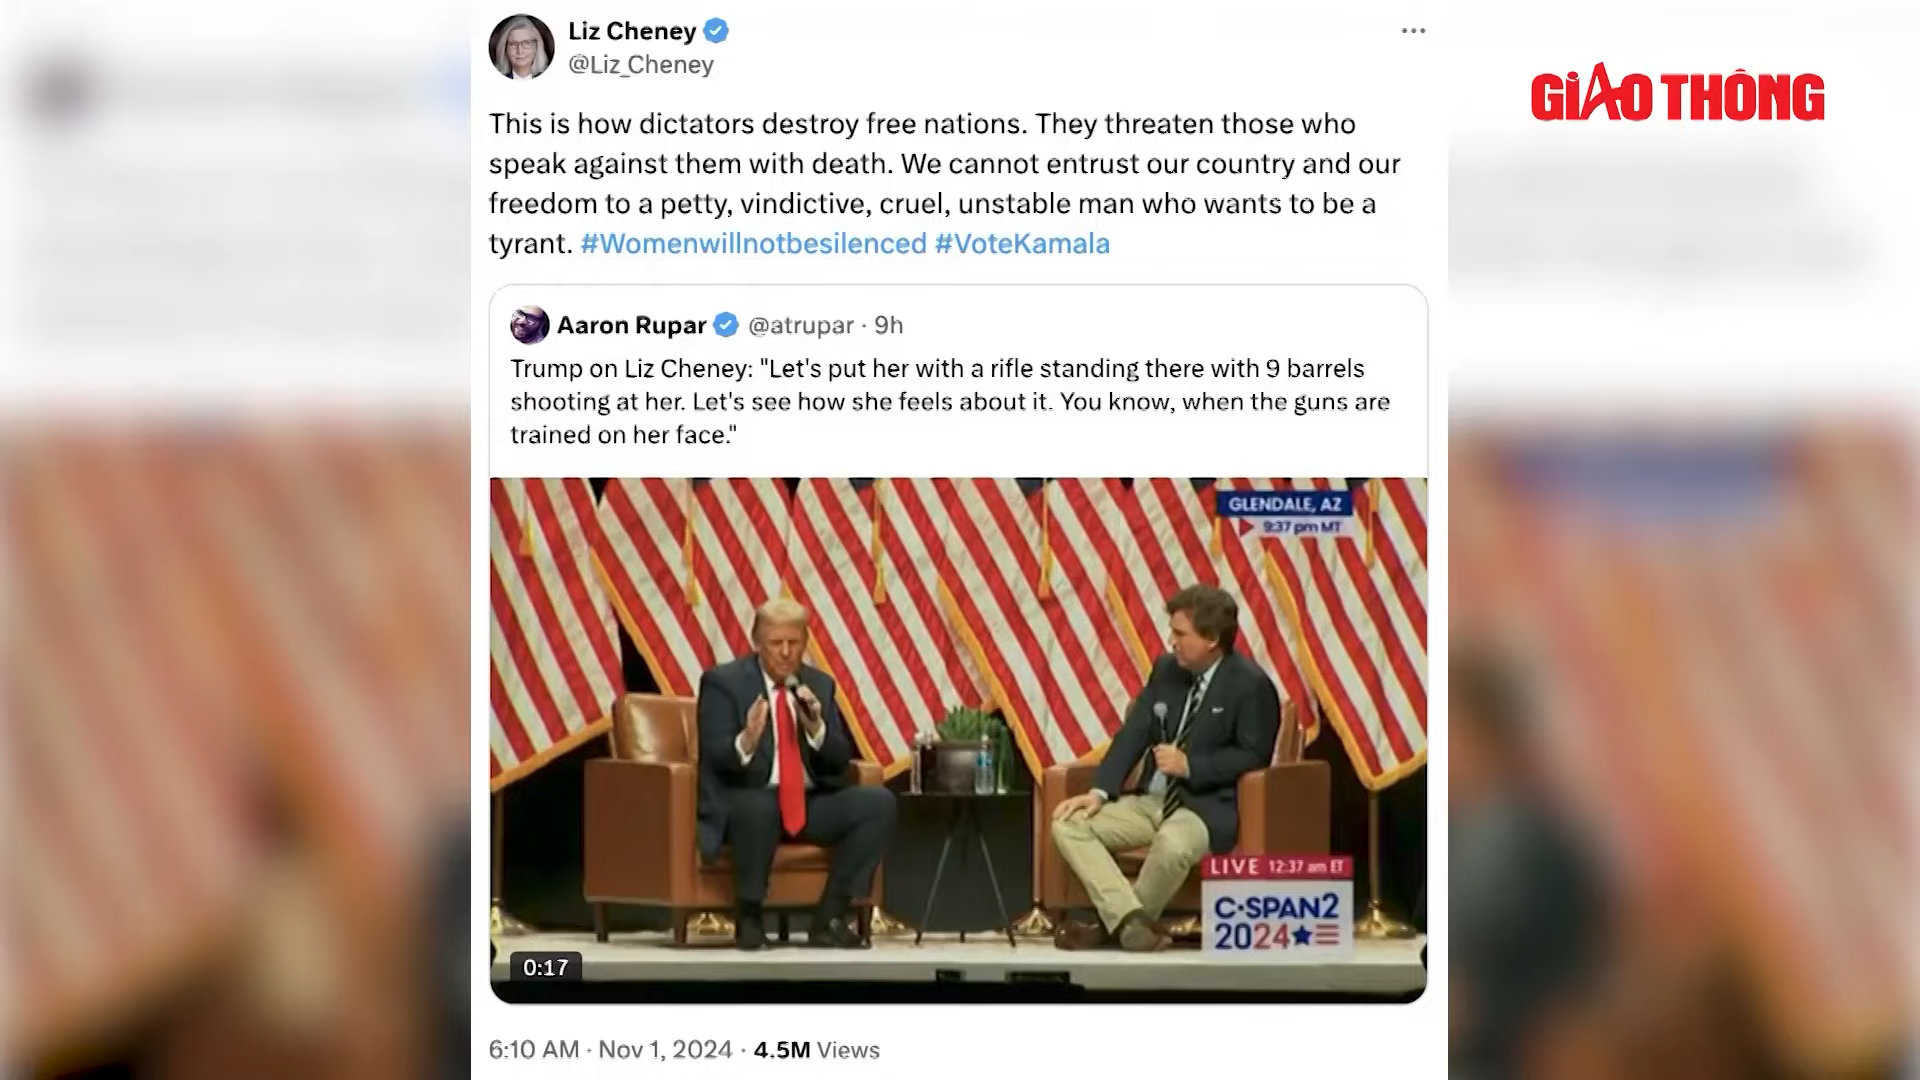 Liz Cheney
@Liz_Cheney
GiAO THÔNG
This is how dictators destroy free nations. They threaten those who
speak against them with death. We cannot entrust our country and our
freedom to a petty, vindictive, cruel, unstable man who wants to be a
tyrant. #Womenwillnotbesilenced #VoteKamala
Aaron Rupar @atrupar · 9h
Trump on Liz Cheney: "Let's put her with a rifle standing there with 9 barrels
shooting at her. Let's see how she feels about it. You know, when the guns are
trained on her face."
GLENDALE, AZ
9:37 pm MT
LIVE 12:37 am ET
C-SPAN2
2024
0:17
6:10 AM · Nov 1, 2024 · 4.5M Views